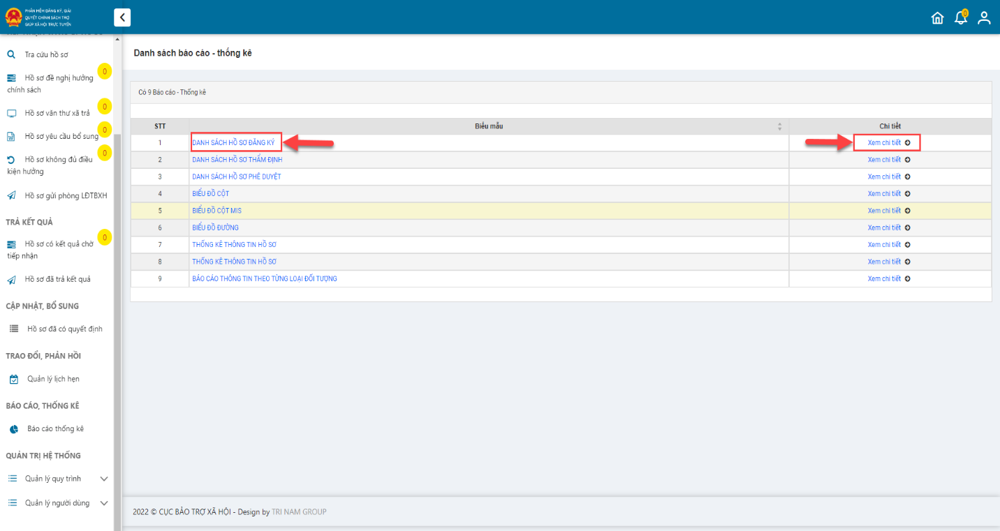 PHẦN MỀM ĐĂNG KÝ, GIẢI
QUYẾT CHÍNH SÁCH TRỢ
GIÚP XÃ HỘI TRỰC TUYẾN
0
Tra cứu hồ sơ
Hồ sơ đề nghị hưởng
chính sách
0
Hồ sơ văn thư xã trả
0
Hồ sơ yêu cầu bổ sung
0
Hồ sơ không đủ điều
kiện hưởng
0
Hồ sơ gửi phòng LĐTBXH
TRẢ KẾT QUẢ
Hồ sơ có kết quả chờ
tiếp nhận
0
Hồ sơ đã trả kết quả
CẬP NHẬT, BỔ SUNG
Hồ sơ đã có quyết định
TRAO ĐỔI, PHẢN HỒI
Quản lý lịch hẹn
BÁO CÁO, THỐNG KÊ
Báo cáo thống kê
QUẢN TRỊ HỆ THỐNG
Quản lý quy trình
Quản lý người dùng
Danh sách báo cáo - thống kê
Có 9 Báo cáo - Thống kê
STT Biểu mẫu Chi tiết
1 DANH SÁCH HỒ SƠ ĐĂNG KÝ Xem chi tiết
2 DANH SÁCH HỒ SƠ THẨM ĐỊNH Xem chi tiết
3 DANH SÁCH HỒ SƠ PHÊ DUYỆT Xem chi tiết
4 BIỂU ĐỒ CỘT Xem chi tiết
5 BIỂU ĐỒ CỘT MIS Xem chi tiết
6 BIỂU ĐỒ ĐƯỜNG Xem chi tiết
7 THỐNG KÊ THÔNG TIN HỒ SƠ Xem chi tiết
8 THỐNG KÊ THÔNG TIN HỒ SƠ Xem chi tiết
9 BÁO CÁO THÔNG TIN THEO TỪNG LOẠI ĐỐI TƯỢNG Xem chi tiết
2022 © CỤC BẢO TRỢ XÃ HỘI - Design by TRI NAM GROUP